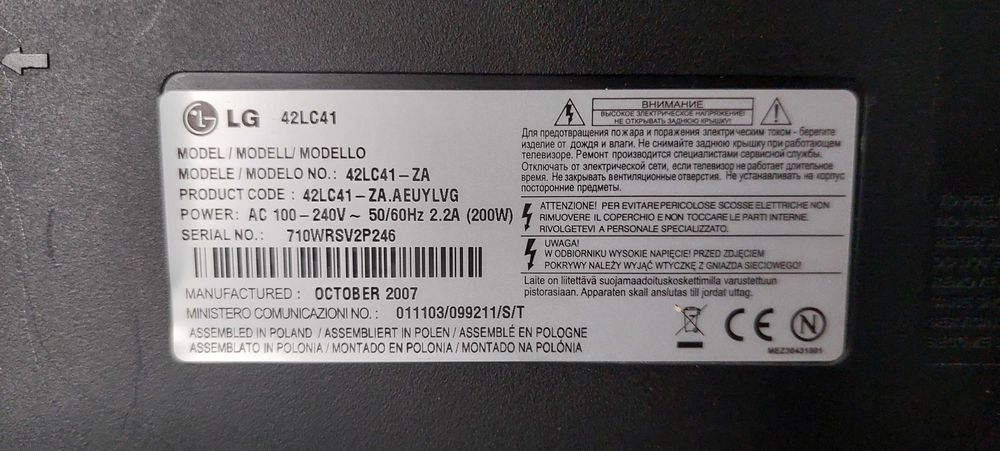 LG 42LC41
MODEL / MODELL/ MODELLO
MODELE / MODELO NO. : 42LC41-ZA
PRODUCT CODE : 42LC41-ZA.AEUYLVG
POWER: AC 100-240V ~ 50/60Hz 2.2A (200W)
SERIAL NO.: 710WRSV2P246
MANUFACTURED : OCTOBER 2007
MINISTERO COMUNICAZIONI NO.: 011103/099211/S/T
ASSEMBLED IN POLAND / ASSEMBLIERT IN POLEN / ASSEMBLÉ EN POLOGNE
ASSEMBLATO IN POLONIA / MONTADO EN POLONIA / MONTADO NA POLÓNIA
ВНИМАНИЕ
ВЫСОКОЕ ЭЛЕКТРИЧЕСКОЕ НАПРЯЖЕНИЕ!
НЕ ОТКРЫВАТЬ ЗАДНЮЮ КРЫШКУ!
Для предотвращения пожара и поражения электрическим током - берегите
изделие от дождя и влаги. Не снимайте заднюю крышку при работающем
телевизоре. Ремонт производится специалистами сервисной службы.
Отключать от электрической сети, если телевизор не работает длительное
время. Не закрывать вентиляционные отверстия. Не устанавливать на корпус
посторонние предметы.
ATTENZIONE! PER EVITARE PERICOLOSE SCOSSE ELETTRICHE NON
RIMUOVERE IL COPERCHIO E NON TOCCARE LE PARTI INTERNE.
RIVOLGETEVI A PERSONALE SPECIALIZZATO.
UWAGA!
W ODBIORNIKU WYSOKIE NAPIĘCIE! PRZED ZDJĘCIEM
POKRYWY NALEŻY WYJĄĆ WTYCZKĘ Z GNIAZDA SIECIOWEGO!
Laite on liitettävä suojamaadoituskoskettimilla varustettuun
pistorasiaan. Apparaten skall anslutas till jordat uttag.
CE N
MEZ30431001